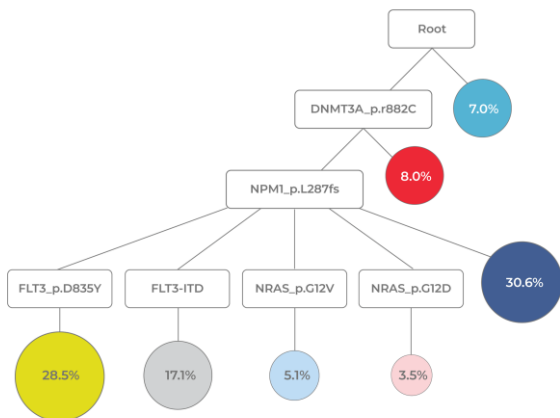 Root
DNMT3A_p.r882C
7.0%
NPM1_p.L287fs
8.0%
FLT3_p.D835Y
FLT3-ITD
NRAS_p.G12V
NRAS_p.G12D
30.6%
28.5%
17.1%
5.1%
3.5%